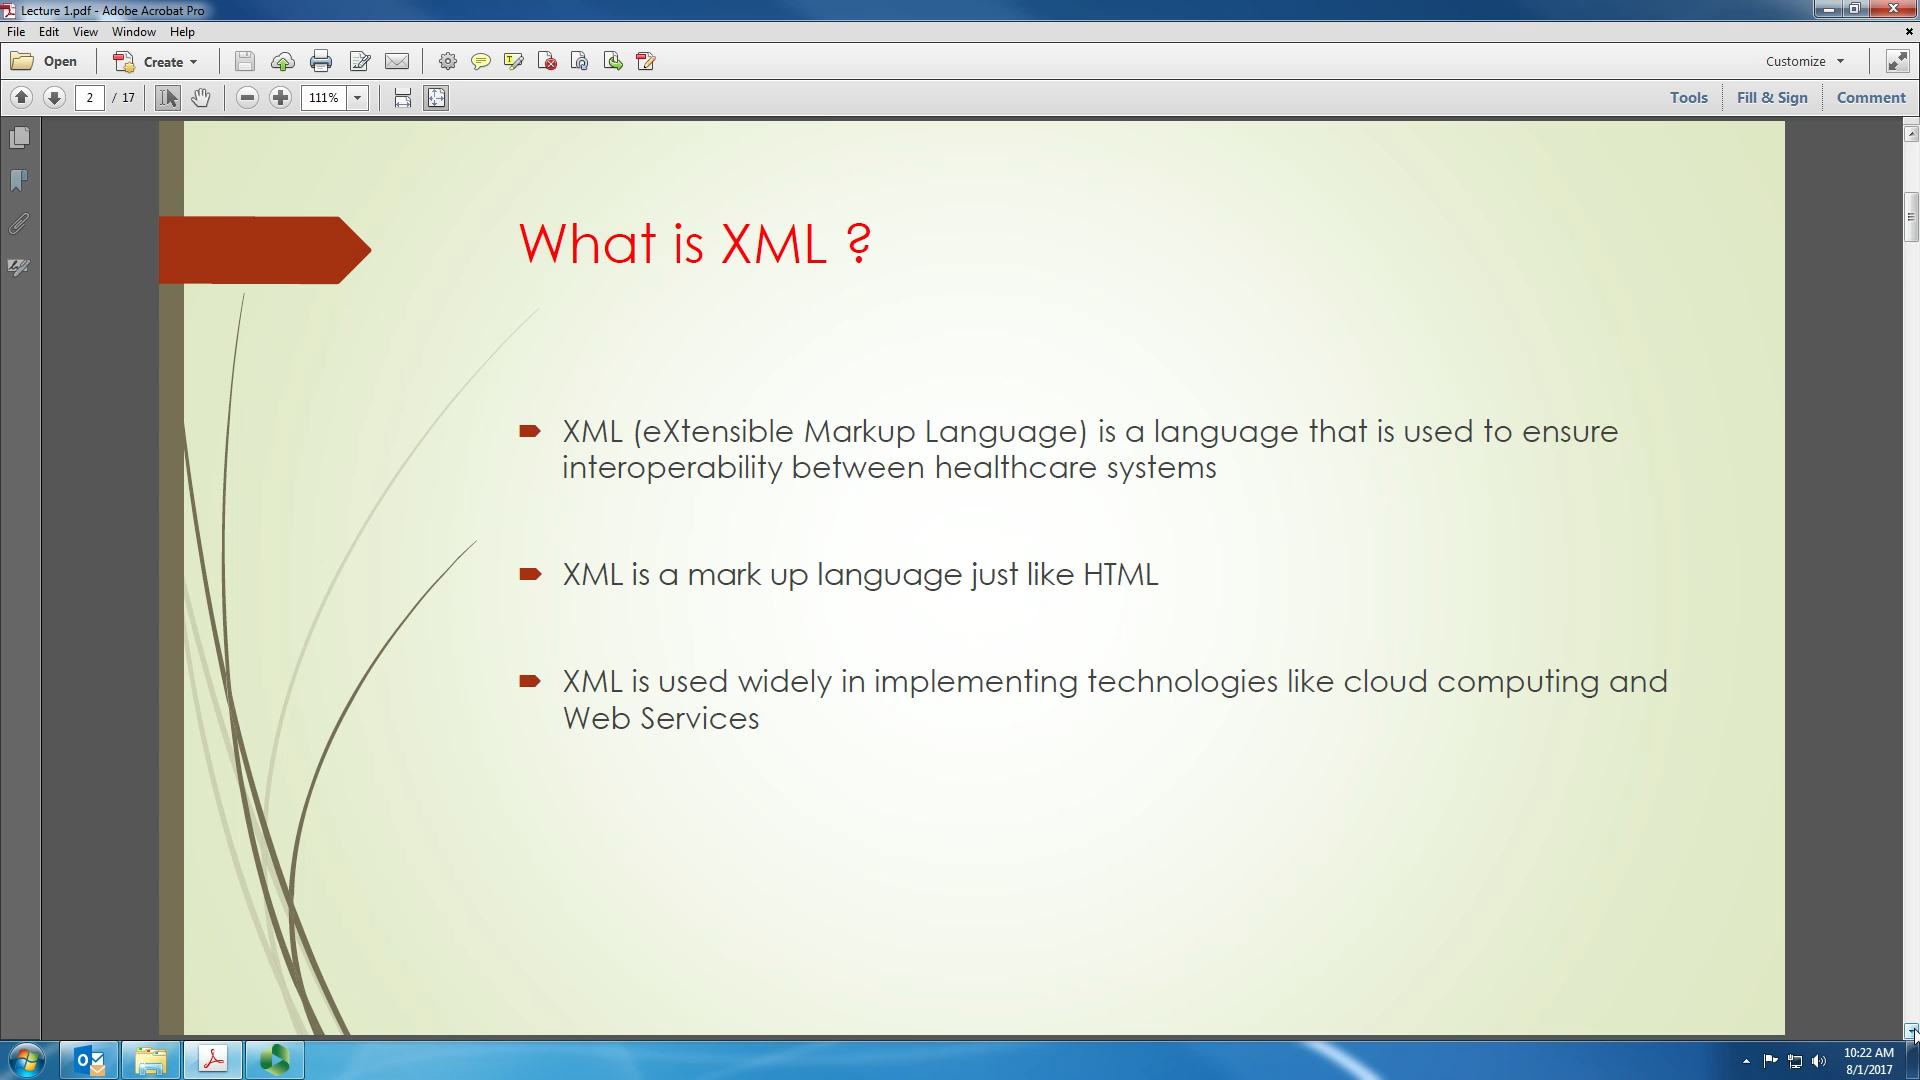 Lecture 1.pdf - Adobe Acrobat Pro
File Edit View Window Help
Open Create Customize
2 / 17 111% Tools Fill & Sign Comment
What is XML ?
XML (eXtensible Markup Language) is a language that is used to ensure
interoperability between healthcare systems
XML is a mark up language just like HTML
XML is used widely in implementing technologies like cloud computing and
Web Services
10:22 AM
8/1/2017